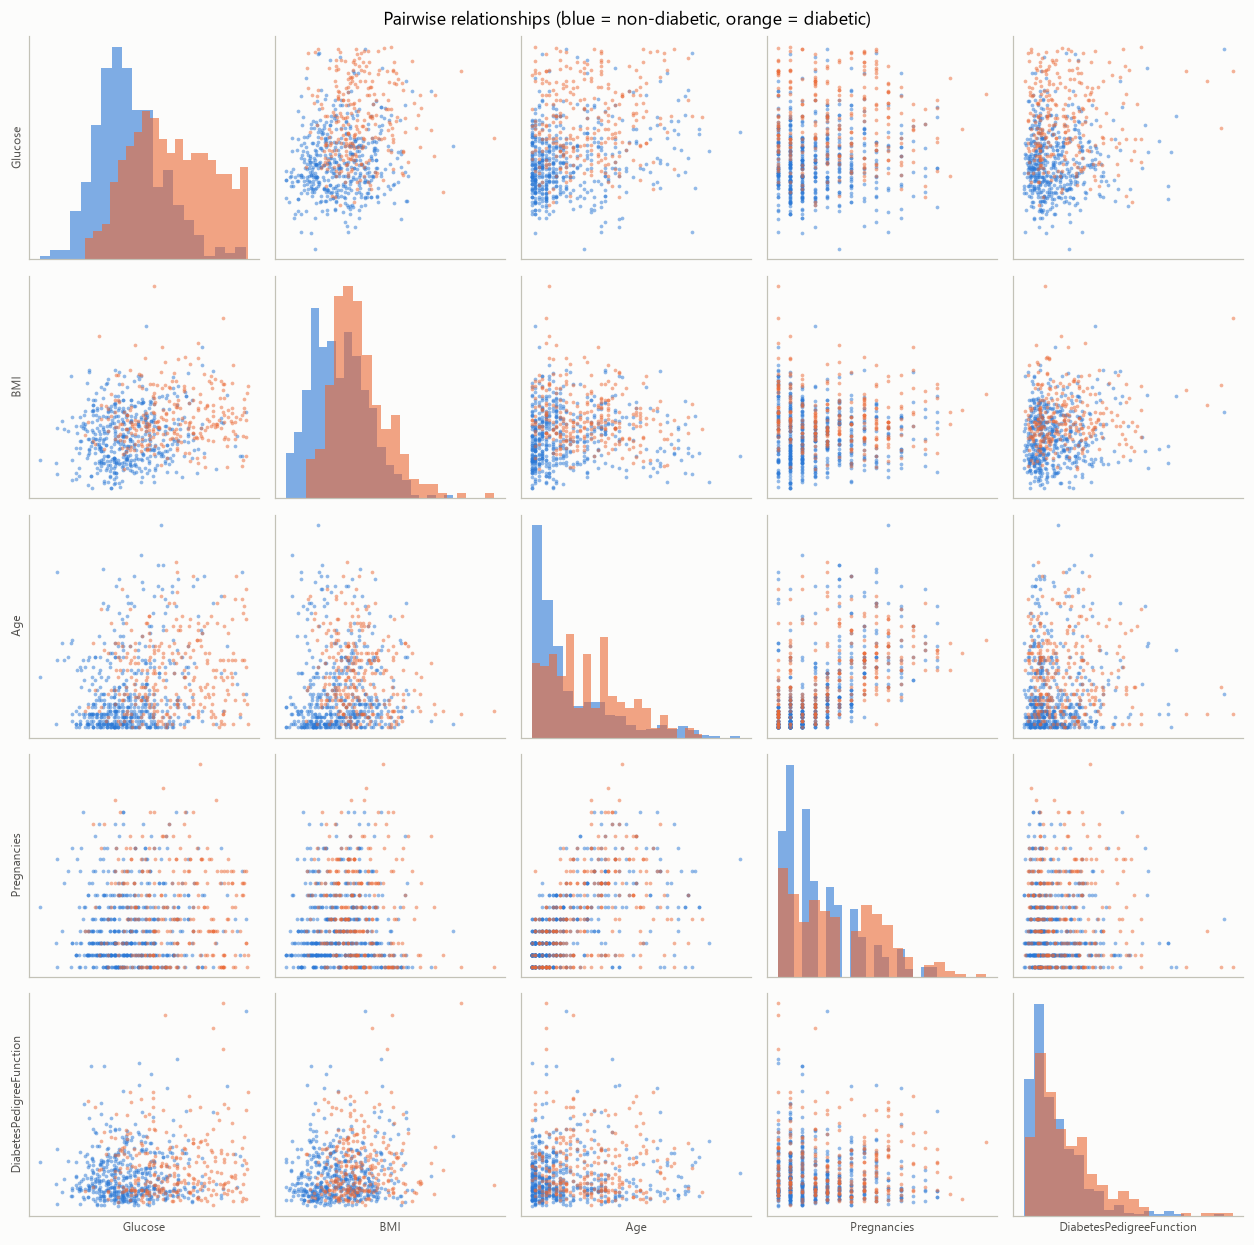 Pairwise relationships (blue = non-diabetic, orange = diabetic)
Glucose
BMI
Age
Pregnancies
DiabetesPedigreeFunction
Glucose
BMI
Age
Pregnancies
DiabetesPedigreeFunction